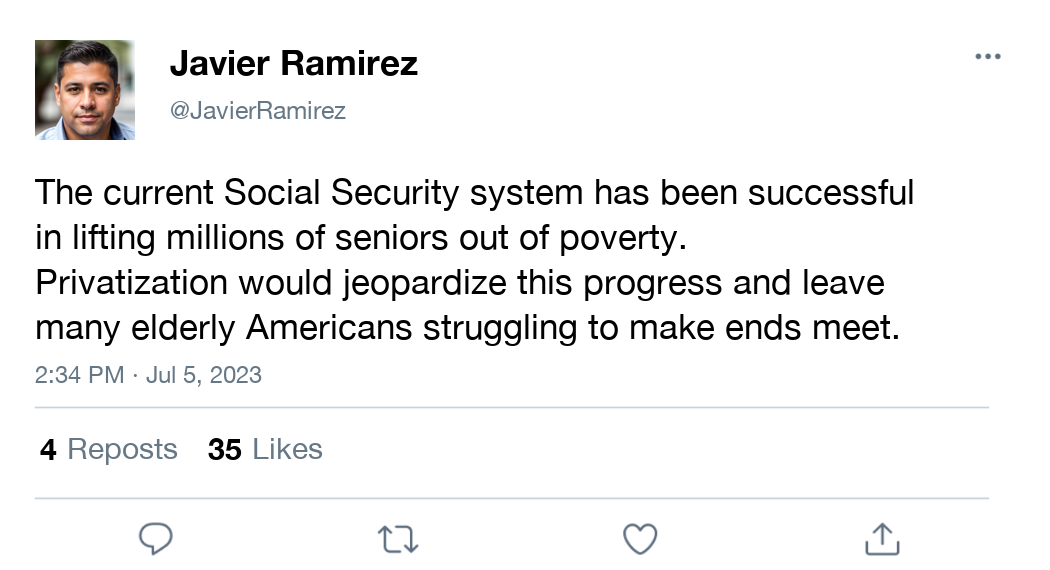 Javier Ramirez
@JavierRamirez
The current Social Security system has been successful
in lifting millions of seniors out of poverty.
Privatization would jeopardize this progress and leave
many elderly Americans struggling to make ends meet.
2:34 PM · Jul 5, 2023
4 Reposts 35 Likes